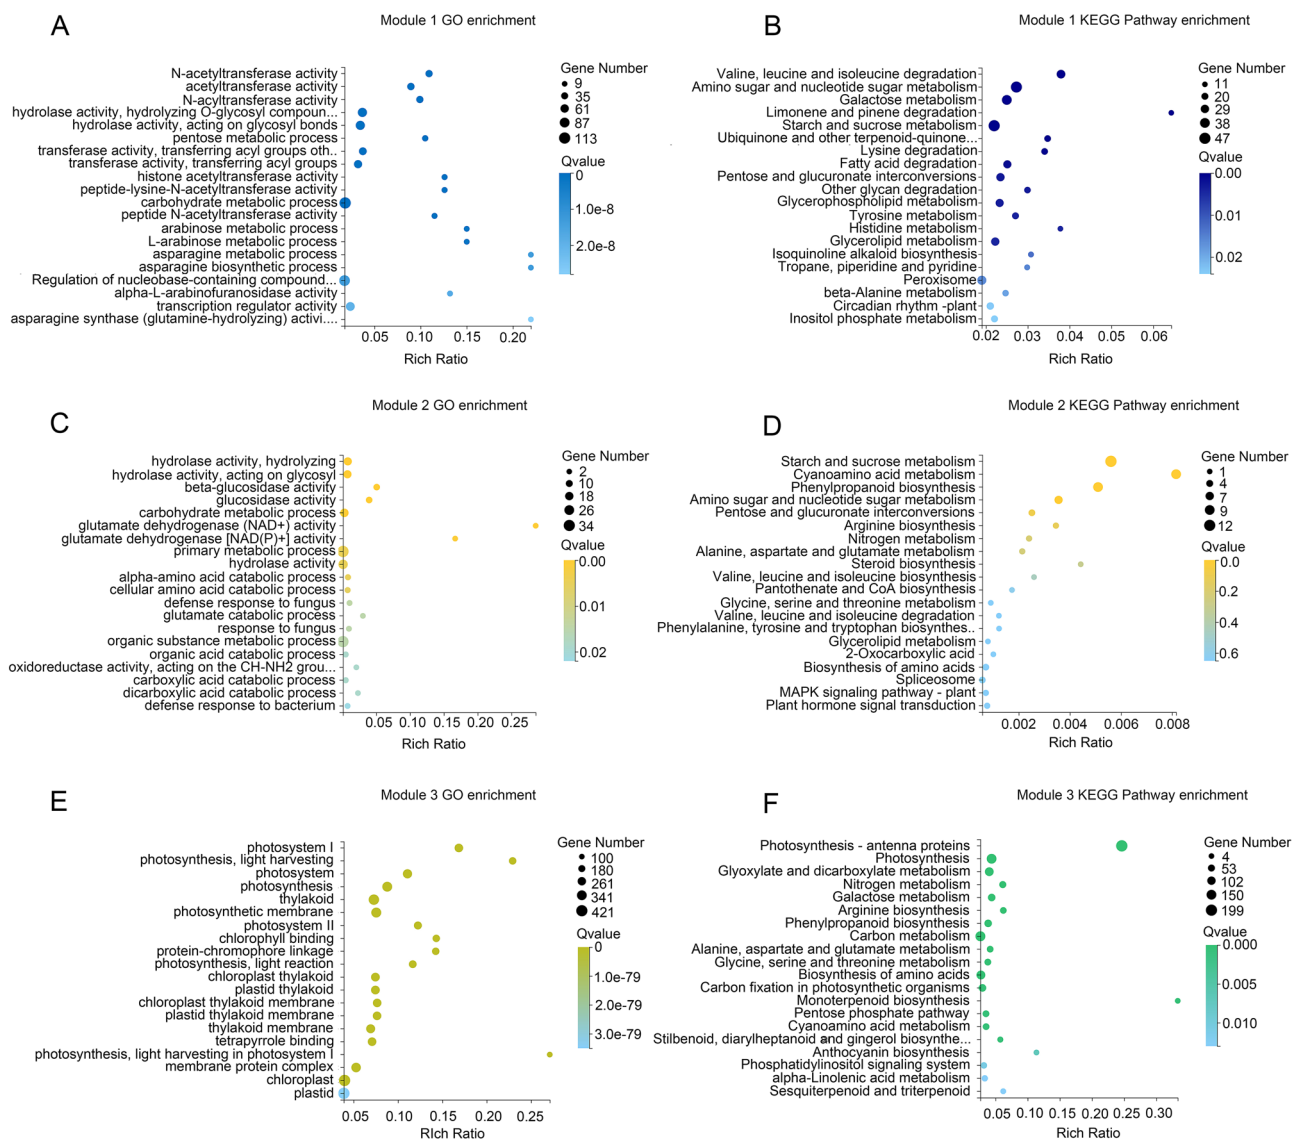 A
Module 1 GO enrichment
N-acetyltransferase activity
acetyltransferase activity
N-acyltransferase activity
hydrolase activity, hydrolyzing O-glycosyl compoun...
hydrolase activity, acting on glycosyl bonds
pentose metabolic process
transferase activity, transferring acyl groups oth..
transferase activity, transferring acyl groups
histone acetyltransferase activity
peptide-lysine-N-acetyltransferase activity
carbohydrate metabolic process
peptide N-acetyltransferase activity
arabinose metabolic process
L-arabinose metabolic process
asparagine metabolic process
asparagine biosynthetic process
Regulation of nucleobase-containing compound...
alpha-L-arabinofuranosidase activity
transcription regulator activity
asparagine synthase (glutamine-hydrolyzing) activi....
0.05 0.10 0.15 0.20
Rich Ratio
Gene Number
9
35
61
87
113
Qvalue
0
1.0e-8
2.0e-8
B
Module 1 KEGG Pathway enrichment
Valine, leucine and isoleucine degradation
Amino sugar and nucleotide sugar metabolism
Galactose metabolism
Limonene and pinene degradation
Starch and sucrose metabolism
Ubiquinone and other terpenoid-quinone...
Lysine degradation
Fatty acid degradation
Pentose and glucuronate interconversions
Other glycan degradation
Glycerophospholipid metabolism
Tyrosine metabolism
Histidine metabolism
Glycerolipid metabolism
Isoquinoline alkaloid biosynthesis
Tropane, piperidine and pyridine
Peroxisome
beta-Alanine metabolism
Circadian rhythm -plant
Inositol phosphate metabolism
0.02 0.03 0.04 0.05 0.06
Rich Ratio
Gene Number
11
20
29
38
47
Qvalue
0.00
0.01
0.02
C
Module 2 GO enrichment
hydrolase activity, hydrolyzing
hydrolase activity, acting on glycosyl
beta-glucosidase activity
glucosidase activity
carbohydrate metabolic process
glutamate dehydrogenase (NAD+) activity
glutamate dehydrogenase [NAD(P)+] activity
primary metabolic process
hydrolase activity
alpha-amino acid catabolic process
cellular amino acid catabolic process
defense response to fungus
glutamate catabolic process
response to fungus
organic substance metabolic process
organic acid catabolic process
oxidoreductase activity, acting on the CH-NH2 grou...
carboxylic acid catabolic process
dicarboxylic acid catabolic process
defense response to bacterium
0.05 0.10 0.15 0.20 0.25
Rich Ratio
Gene Number
2
10
18
26
34
Qvalue
0.00
0.01
0.02
D
Module 2 KEGG Pathway enrichment
Starch and sucrose metabolism
Cyanoamino acid metabolism
Phenylpropanoid biosynthesis
Amino sugar and nucleotide sugar metabolism
Pentose and glucuronate interconversions
Arginine biosynthesis
Nitrogen metabolism
Alanine, aspartate and glutamate metabolism
Steroid biosynthesis
Valine, leucine and isoleucine biosynthesis
Pantothenate and CoA biosynthesis
Glycine, serine and threonine metabolism
Valine, leucine and isoleucine degradation
Phenylalanine, tyrosine and tryptophan biosynthes..
Glycerolipid metabolism
2-Oxocarboxylic acid
Biosynthesis of amino acids
Spliceosome
MAPK signaling pathway - plant
Plant hormone signal transduction
0.002 0.004 0.006 0.008
Rich Ratio
Gene Number
1
4
7
9
12
Qvalue
0.0
0.2
0.4
0.6
E
Module 3 GO enrichment
photosystem I
photosynthesis, light harvesting
photosystem
photosynthesis
thylakoid
photosynthetic membrane
photosystem II
chlorophyll binding
protein-chromophore linkage
photosynthesis, light reaction
chloroplast thylakoid
plastid thylakoid
chloroplast thylakoid membrane
plastid thylakoid membrane
thylakoid membrane
tetrapyrrole binding
photosynthesis, light harvesting in photosystem I
membrane protein complex
chloroplast
plastid
0.05 0.10 0.15 0.20 0.25
RIch Ratio
Gene Number
100
180
261
341
421
Qvalue
0
1.0e-79
2.0e-79
3.0e-79
F
Module 3 KEGG Pathway enrichment
Photosynthesis - antenna proteins
Photosynthesis
Glyoxylate and dicarboxylate metabolism
Nitrogen metabolism
Galactose metabolism
Arginine biosynthesis
Phenylpropanoid biosynthesis
Carbon metabolism
Alanine, aspartate and glutamate metabolism
Glycine, serine and threonine metabolism
Biosynthesis of amino acids
Carbon fixation in photosynthetic organisms
Monoterpenoid biosynthesis
Pentose phosphate pathway
Cyanoamino acid metabolism
Stilbenoid, diarylheptanoid and gingerol biosynthe...
Anthocyanin biosynthesis
Phosphatidylinositol signaling system
alpha-Linolenic acid metabolism
Sesquiterpenoid and triterpenoid
0.05 0.10 0.15 0.20 0.25 0.30
Rich Ratio
Gene Number
4
53
102
150
199
Qvalue
0.000
0.005
0.010